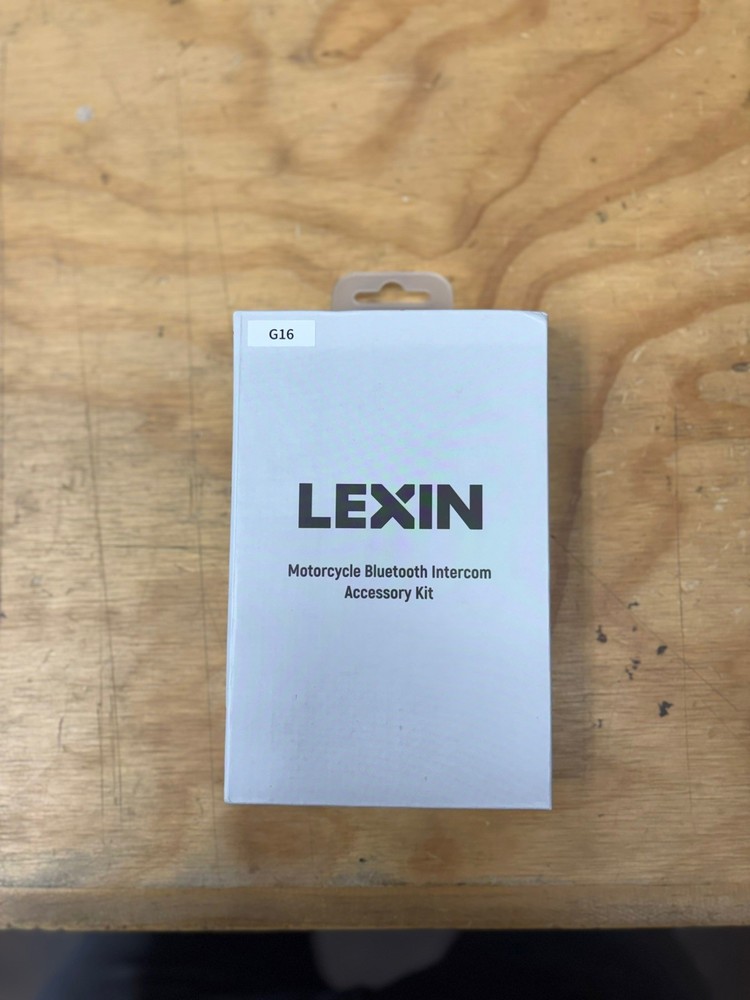 G16
LEXIN
Motorcycle Bluetooth Intercom
Accessory Kit